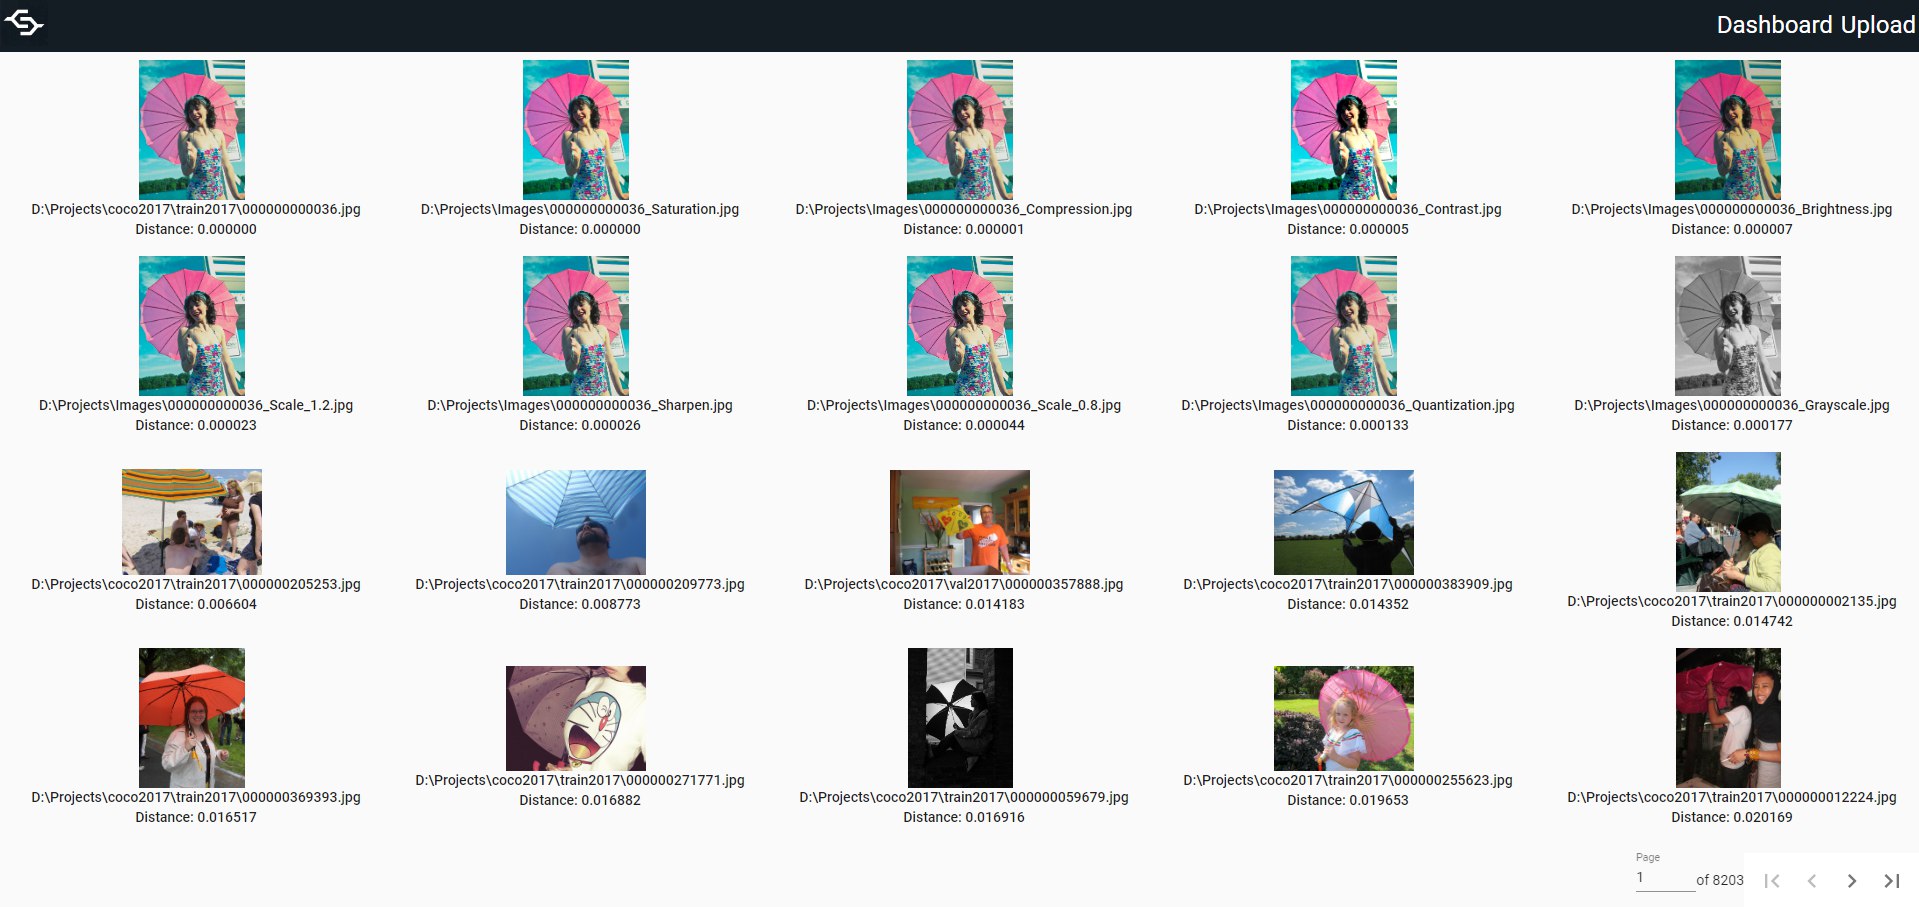 Dashboard Upload
D:\Projects\coco2017\train2017\000000000036.jpg
Distance: 0.000000
D:\Projects\Images\000000000036_Saturation.jpg
Distance: 0.000000
D:\Projects\Images\000000000036_Compression.jpg
Distance: 0.000001
D:\Projects\Images\000000000036_Contrast.jpg
Distance: 0.000005
D:\Projects\Images\000000000036_Brightness.jpg
Distance: 0.000007
D:\Projects\Images\000000000036_Scale_1.2.jpg
Distance: 0.000023
D:\Projects\Images\000000000036_Sharpen.jpg
Distance: 0.000026
D:\Projects\Images\000000000036_Scale_0.8.jpg
Distance: 0.000044
D:\Projects\Images\000000000036_Quantization.jpg
Distance: 0.000133
D:\Projects\Images\000000000036_Grayscale.jpg
Distance: 0.000177
D:\Projects\coco2017\train2017\000000205253.jpg
Distance: 0.006604
D:\Projects\coco2017\train2017\000000209773.jpg
Distance: 0.008773
D:\Projects\coco2017\val2017\000000357888.jpg
Distance: 0.014183
D:\Projects\coco2017\train2017\000000383909.jpg
Distance: 0.014352
D:\Projects\coco2017\train2017\000000002135.jpg
Distance: 0.014742
D:\Projects\coco2017\train2017\000000369393.jpg
Distance: 0.016517
D:\Projects\coco2017\train2017\000000271771.jpg
Distance: 0.016882
D:\Projects\coco2017\train2017\000000059679.jpg
Distance: 0.016916
D:\Projects\coco2017\train2017\000000255623.jpg
Distance: 0.019653
D:\Projects\coco2017\train2017\000000012224.jpg
Distance: 0.020169
Page
1 of 8203